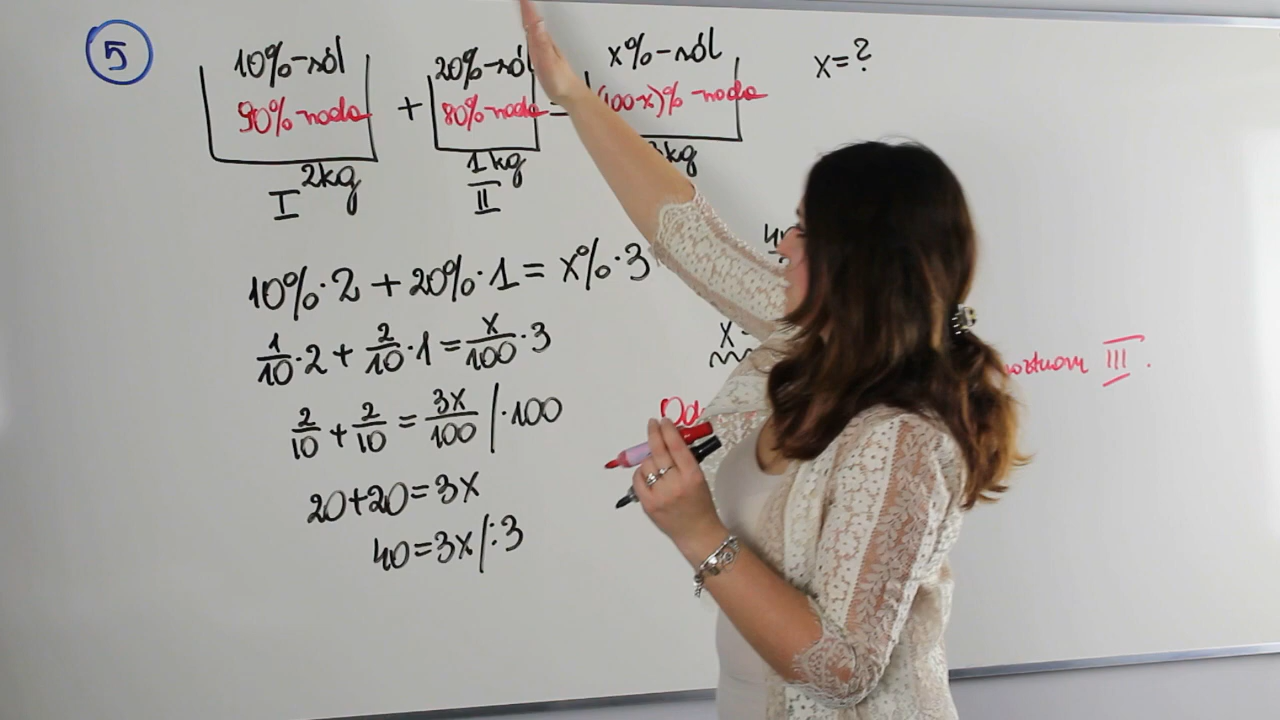 5
10%-sól + 20%-sól x%-sól x=?
90% woda 80% woda = (100-x)% woda
2kg 1kg kg
I II
10%·2 + 20%·1 = x%·3
1/10·2 + 2/10·1 = x/100·3
2/10 + 2/10 = 3x/100 /·100
20+20=3x
40=3x/:3
x
Od
III.